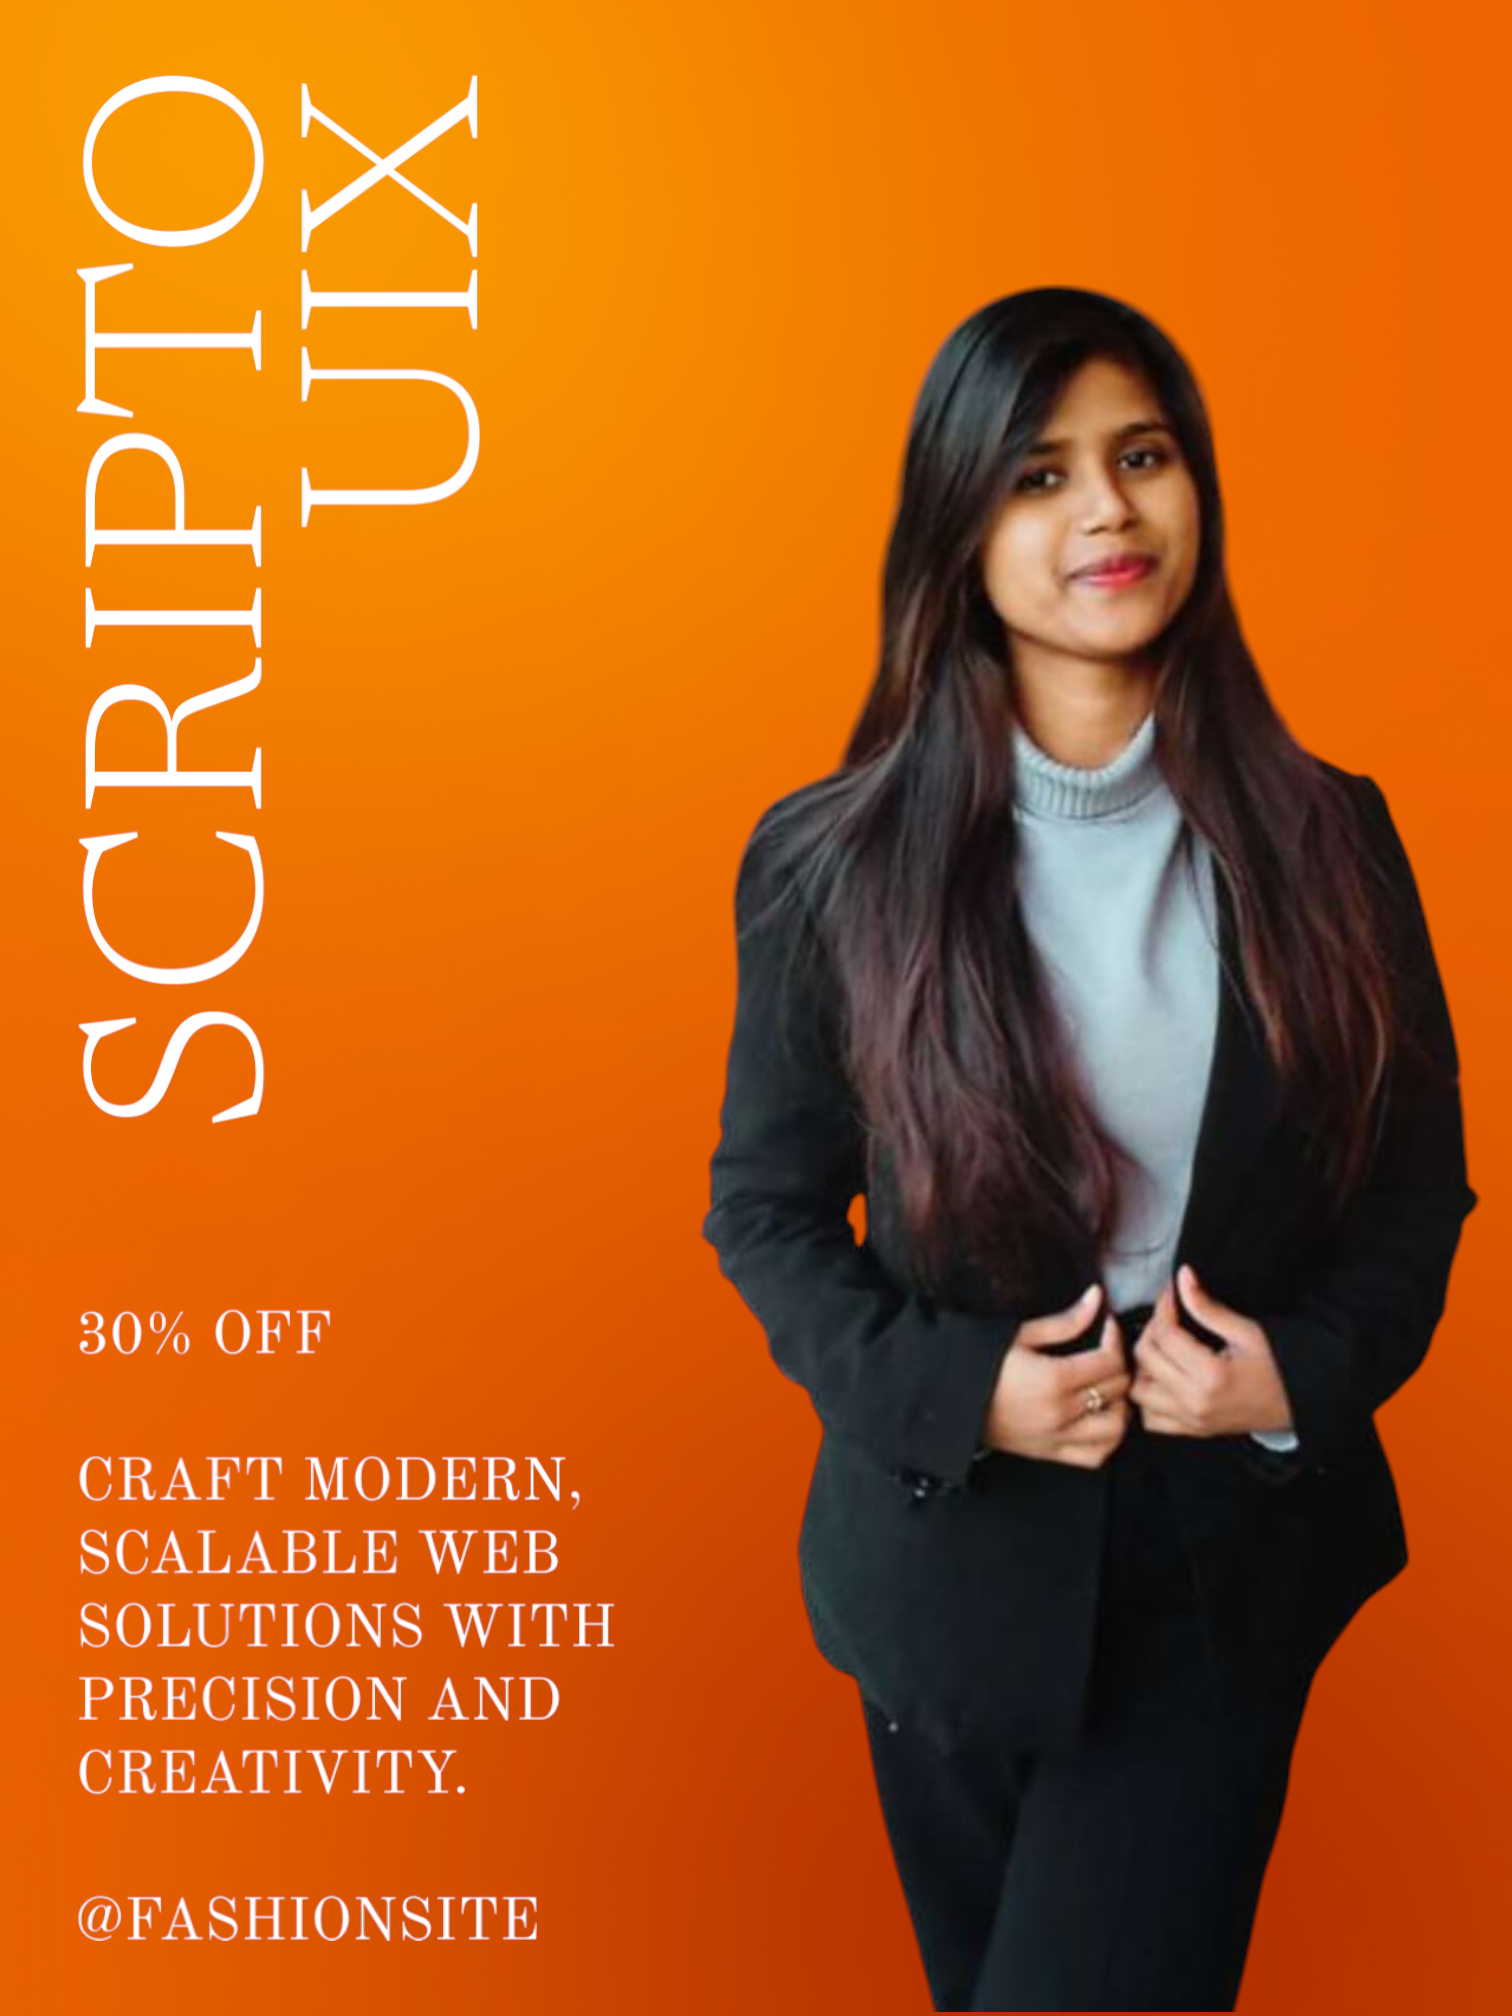 SCRIPTO
UIX
30% OFF
CRAFT MODERN,
SCALABLE WEB
SOLUTIONS WITH
PRECISION AND
CREATIVITY.
@FASHIONSITE